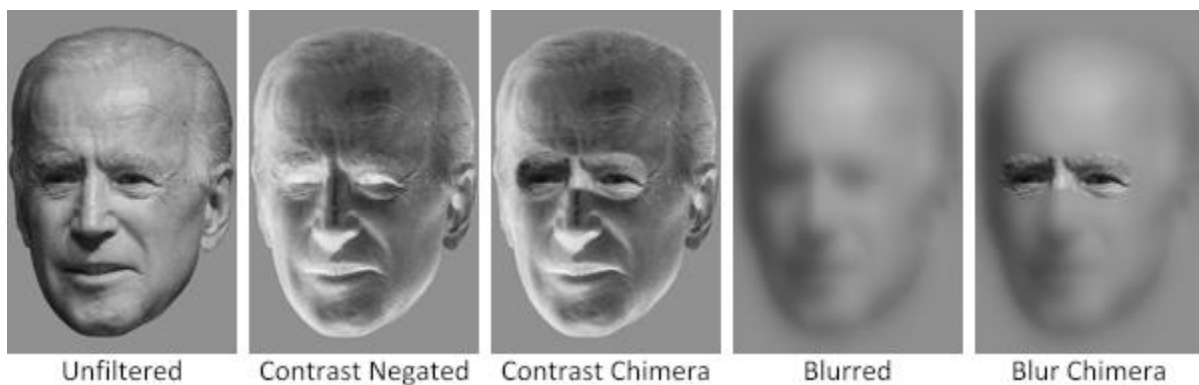 Unfiltered
Contrast Negated
Contrast Chimera
Blurred
Blur Chimera